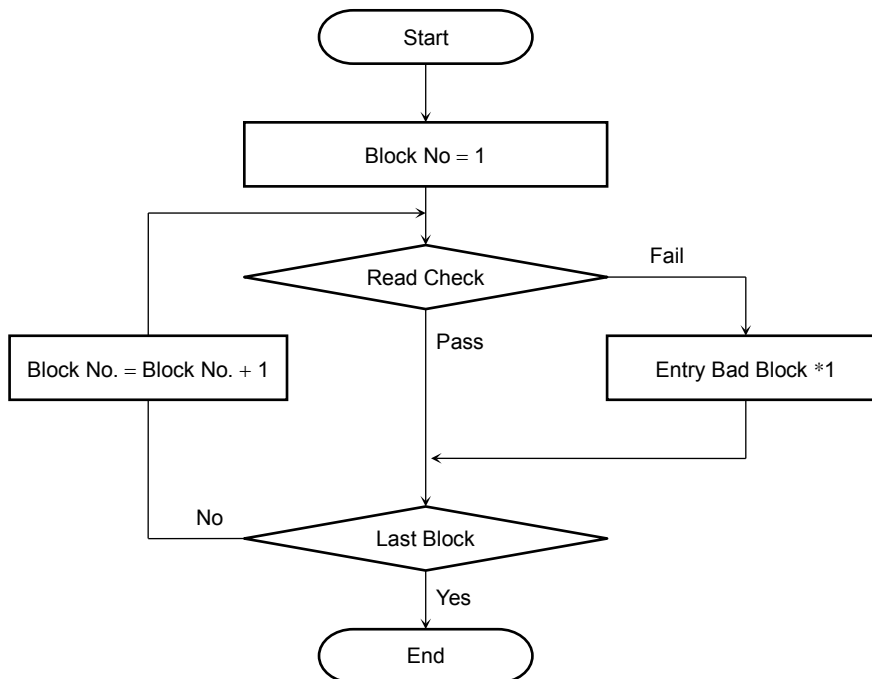 Start
Block No = 1
Read Check
Fail
Pass
Block No. = Block No. + 1
Entry Bad Block *1
No
Last Block
Yes
End